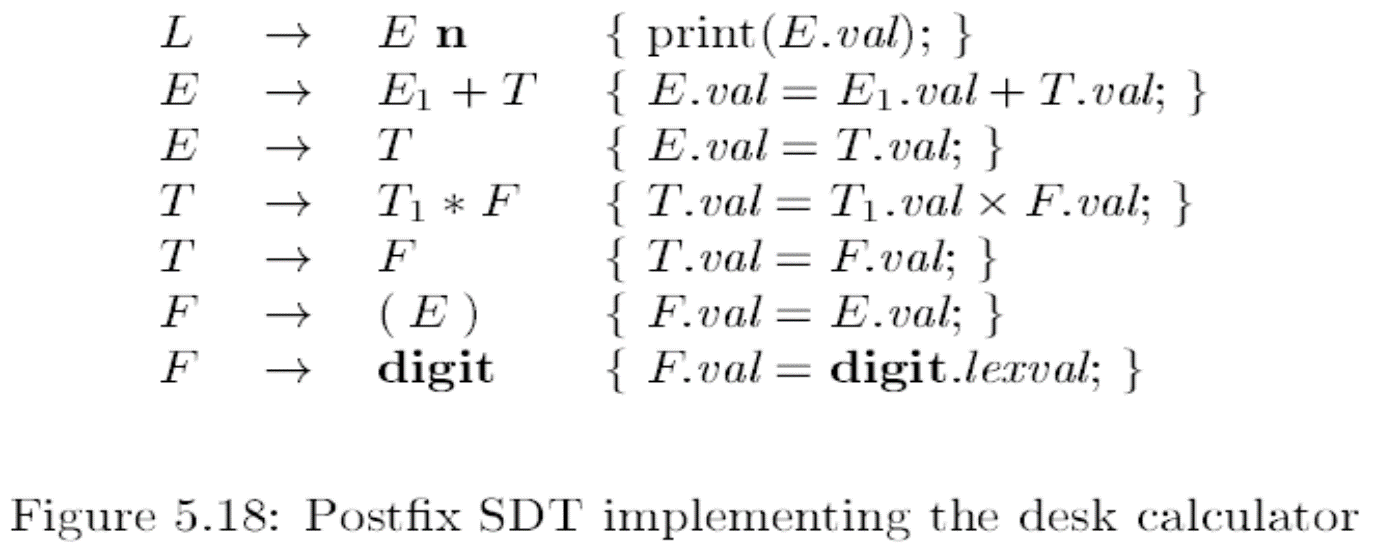 L → E n { print(E.val); }
E → E₁ + T { E.val = E₁.val + T.val; }
E → T { E.val = T.val; }
T → T₁ * F { T.val = T₁.val × F.val; }
T → F { T.val = F.val; }
F → ( E ) { F.val = E.val; }
F → digit { F.val = digit.lexval; }
Figure 5.18: Postfix SDT implementing the desk calculator